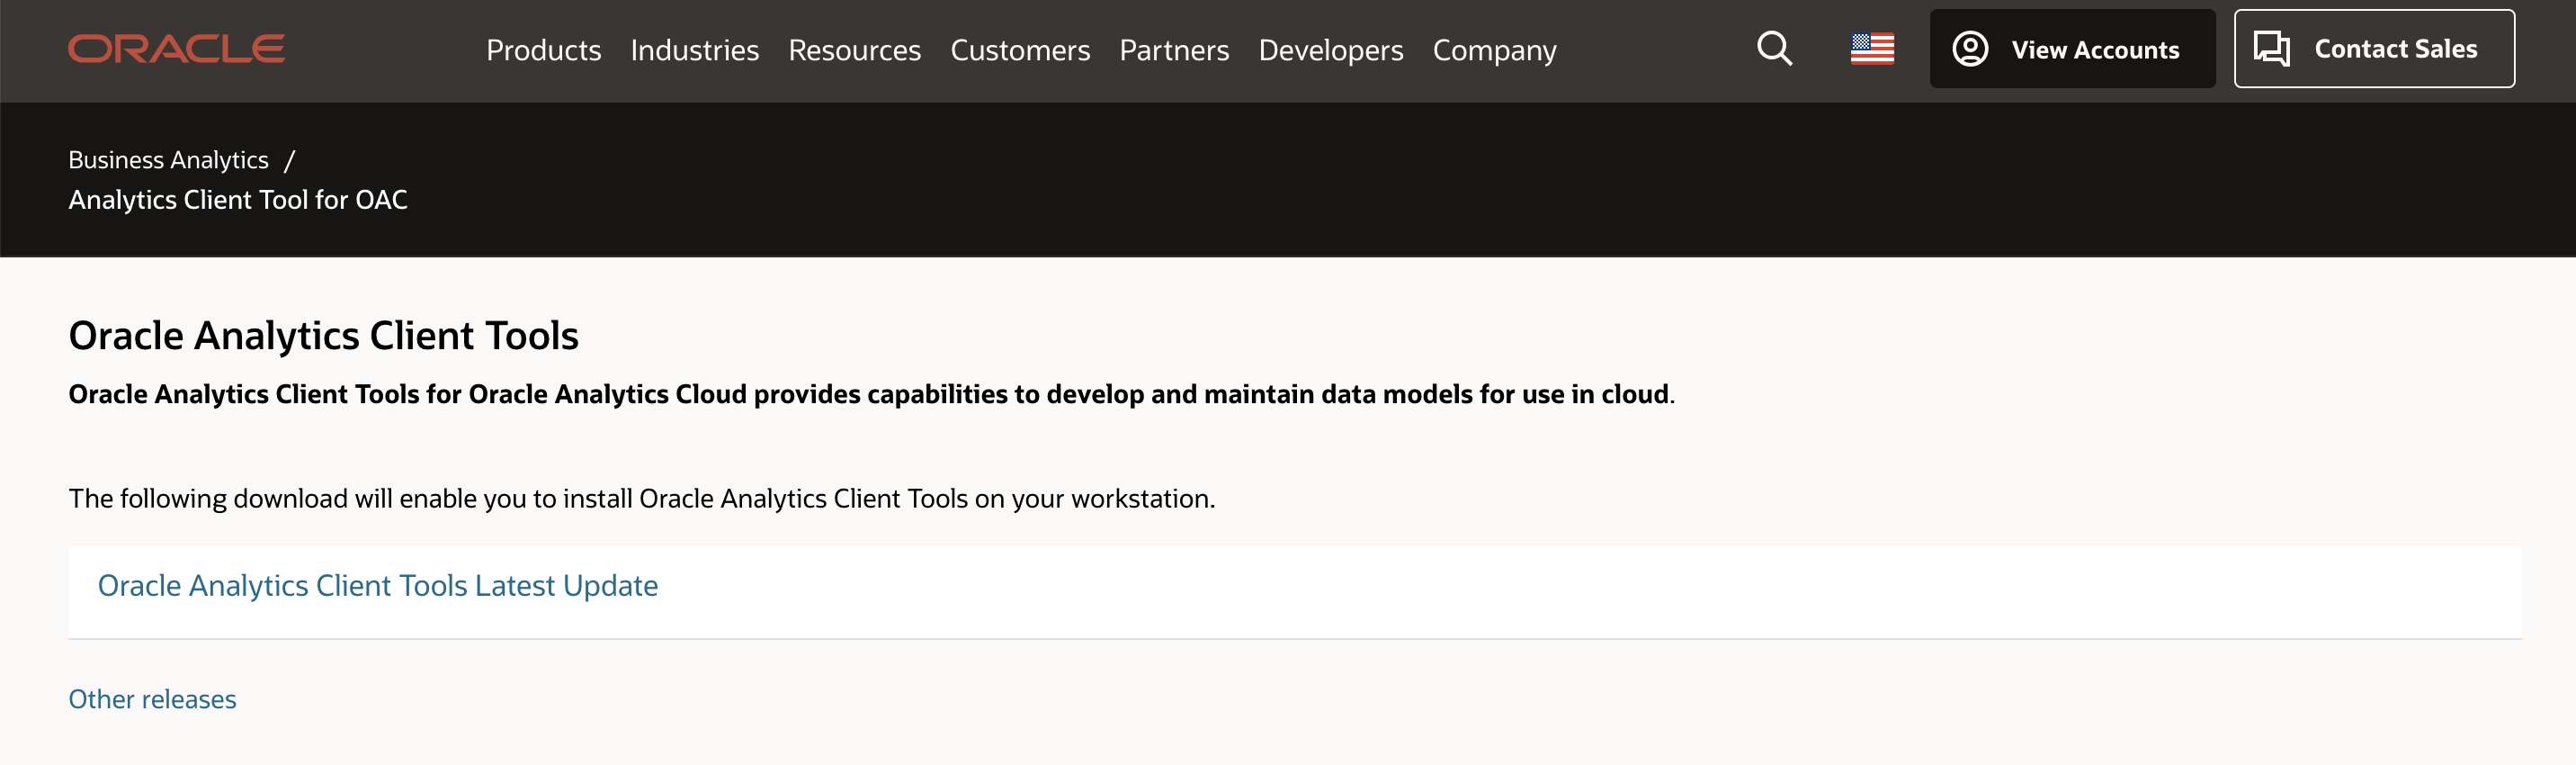 ORACLE
Products Industries Resources Customers Partners Developers Company
View Accounts
Contact Sales
Business Analytics /
Analytics Client Tool for OAC
Oracle Analytics Client Tools
Oracle Analytics Client Tools for Oracle Analytics Cloud provides capabilities to develop and maintain data models for use in cloud.
The following download will enable you to install Oracle Analytics Client Tools on your workstation.
Oracle Analytics Client Tools Latest Update
Other releases